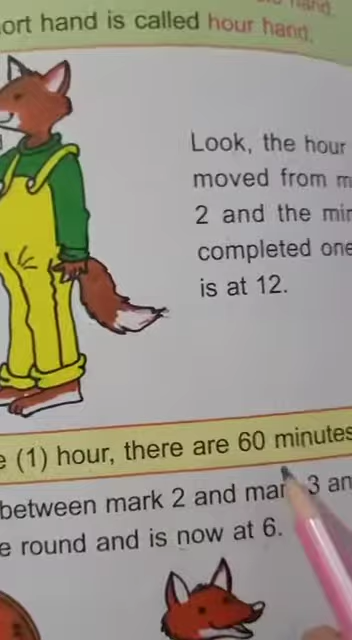 hand.
ort hand is called hour hand.
Look, the hour
moved from m
2 and the min
completed one
is at 12.
e (1) hour, there are 60 minutes
between mark 2 and mar 3 an
e round and is now at 6.